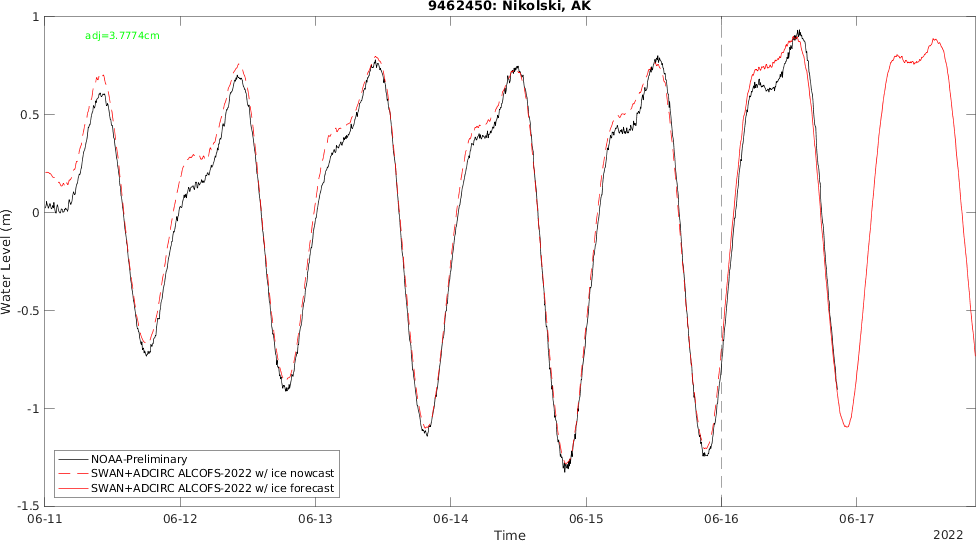 9462450: Nikolski, AK
adj=3.7774cm
1
0.5
0
-0.5
-1
-1.5
Water Level (m)
NOAA-Preliminary
SWAN+ADCIRC ALCOFS-2022 w/ ice nowcast
SWAN+ADCIRC ALCOFS-2022 w/ ice forecast
06-11 06-12 06-13 06-14 06-15 06-16 06-17
Time
2022